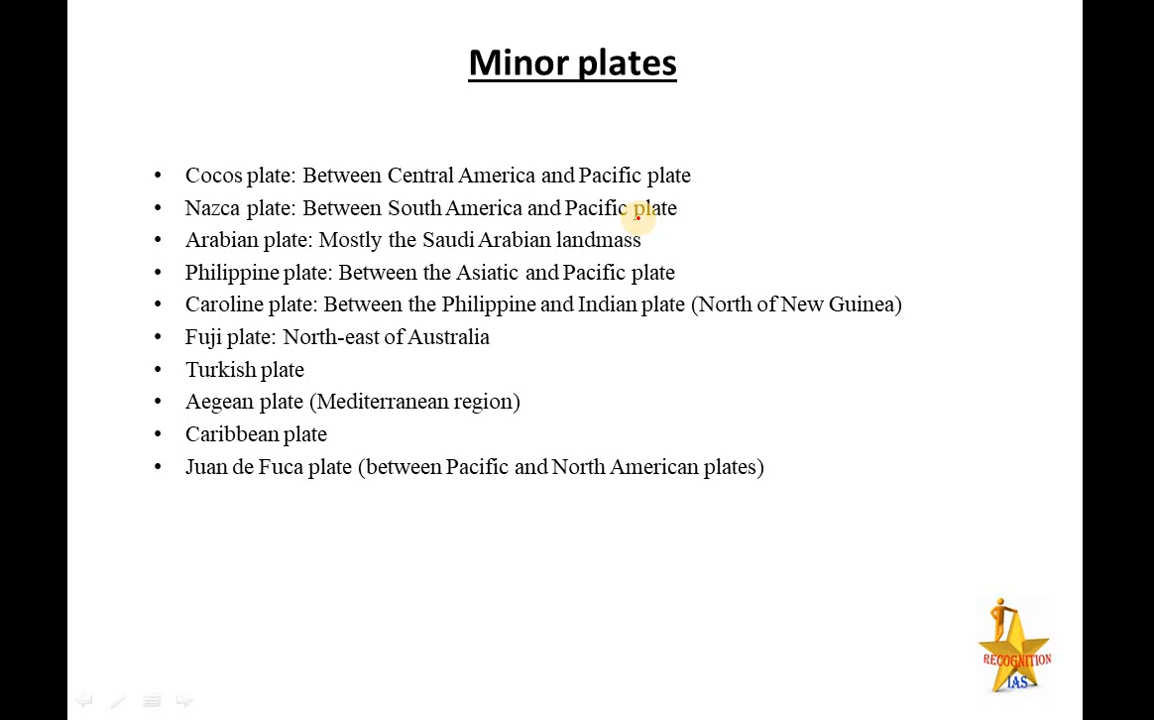 Minor plates
• Cocos plate: Between Central America and Pacific plate
• Nazca plate: Between South America and Pacific plate
• Arabian plate: Mostly the Saudi Arabian landmass
• Philippine plate: Between the Asiatic and Pacific plate
• Caroline plate: Between the Philippine and Indian plate (North of New Guinea)
• Fuji plate: North-east of Australia
• Turkish plate
• Aegean plate (Mediterranean region)
• Caribbean plate
• Juan de Fuca plate (between Pacific and North American plates)
RECOGNITION
IAS